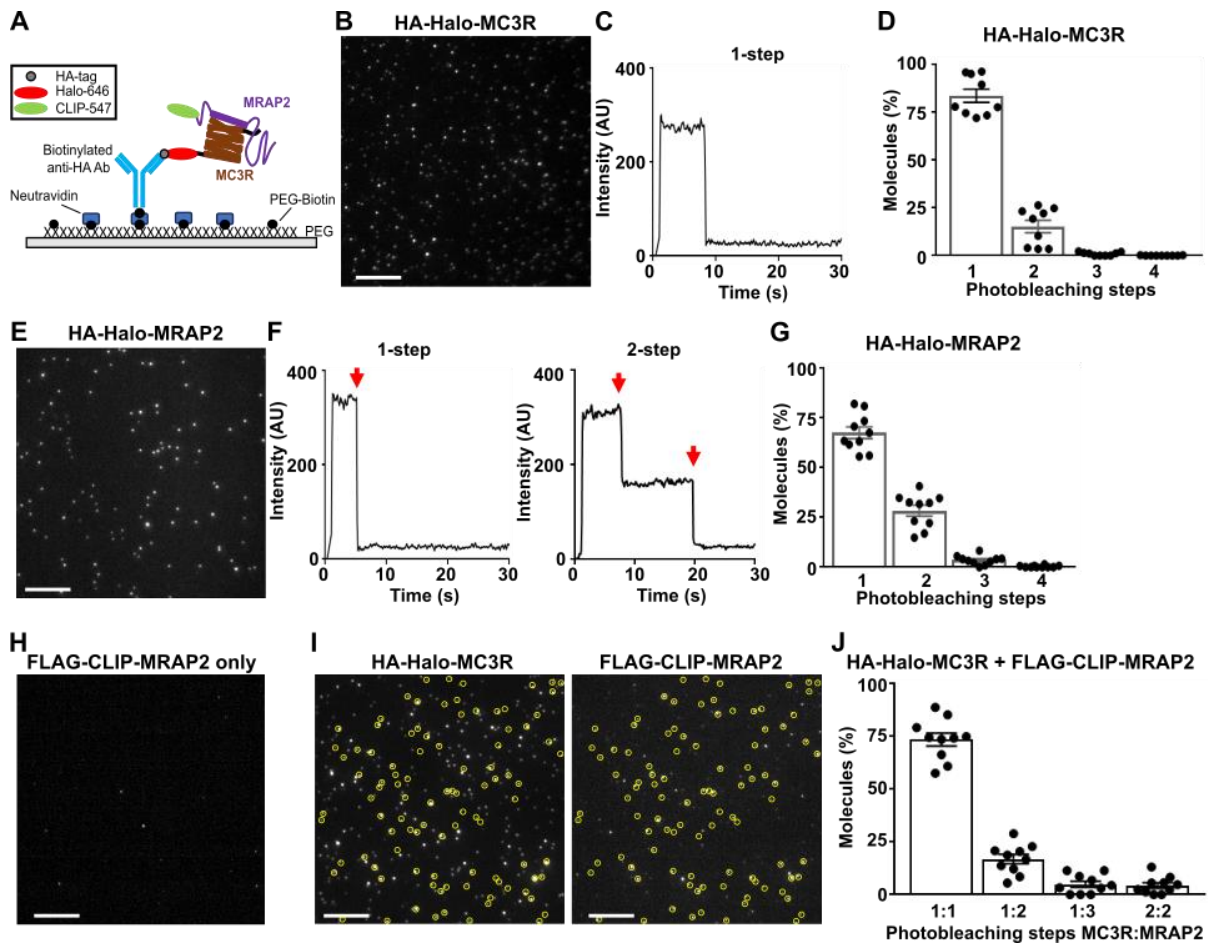 A
HA-tag
Halo-646
CLIP-547
MRAP2
Biotinylated
anti-HA Ab
MC3R
Neutravidin
PEG-Biotin
PEG
B
HA-Halo-MC3R
C
1-step
400
200
0
Intensity (AU)
0 10 20 30
Time (s)
D
HA-Halo-MC3R
100
75
50
25
0
Molecules (%)
1 2 3 4
Photobleaching steps
E
HA-Halo-MRAP2
F
1-step
400
200
0
Intensity (AU)
0 10 20 30
Time (s)
2-step
400
200
0
Intensity (AU)
0 10 20 30
Time (s)
G
HA-Halo-MRAP2
100
75
50
25
0
Molecules (%)
1 2 3 4
Photobleaching steps
H
FLAG-CLIP-MRAP2 only
I
HA-Halo-MC3R
FLAG-CLIP-MRAP2
J
HA-Halo-MC3R + FLAG-CLIP-MRAP2
100
75
50
25
0
Molecules (%)
1:1 1:2 1:3 2:2
Photobleaching steps MC3R:MRAP2